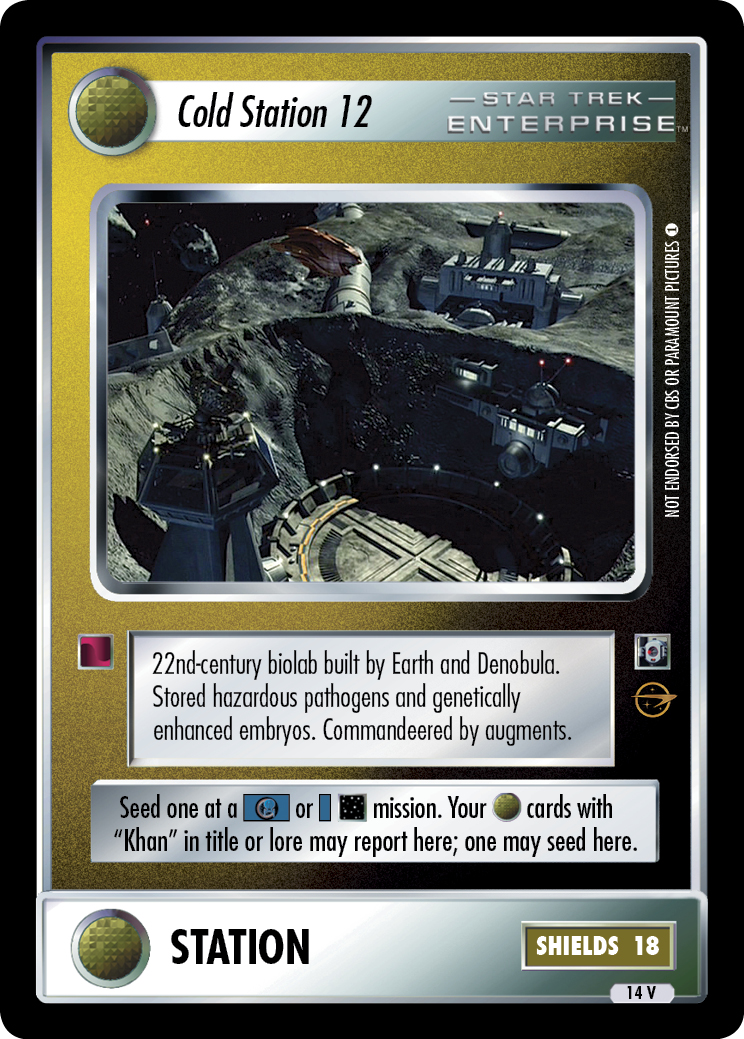 Cold Station 12
STAR TREK
ENTERPRISE™
NOT ENDORSED BY CBS OR PARAMOUNT PICTURES 1
22nd-century biolab built by Earth and Denobula.
Stored hazardous pathogens and genetically
enhanced embryos. Commandeered by augments.
Seed one at a or mission. Your cards with
“Khan” in title or lore may report here; one may seed here.
STATION
SHIELDS 18
14 V